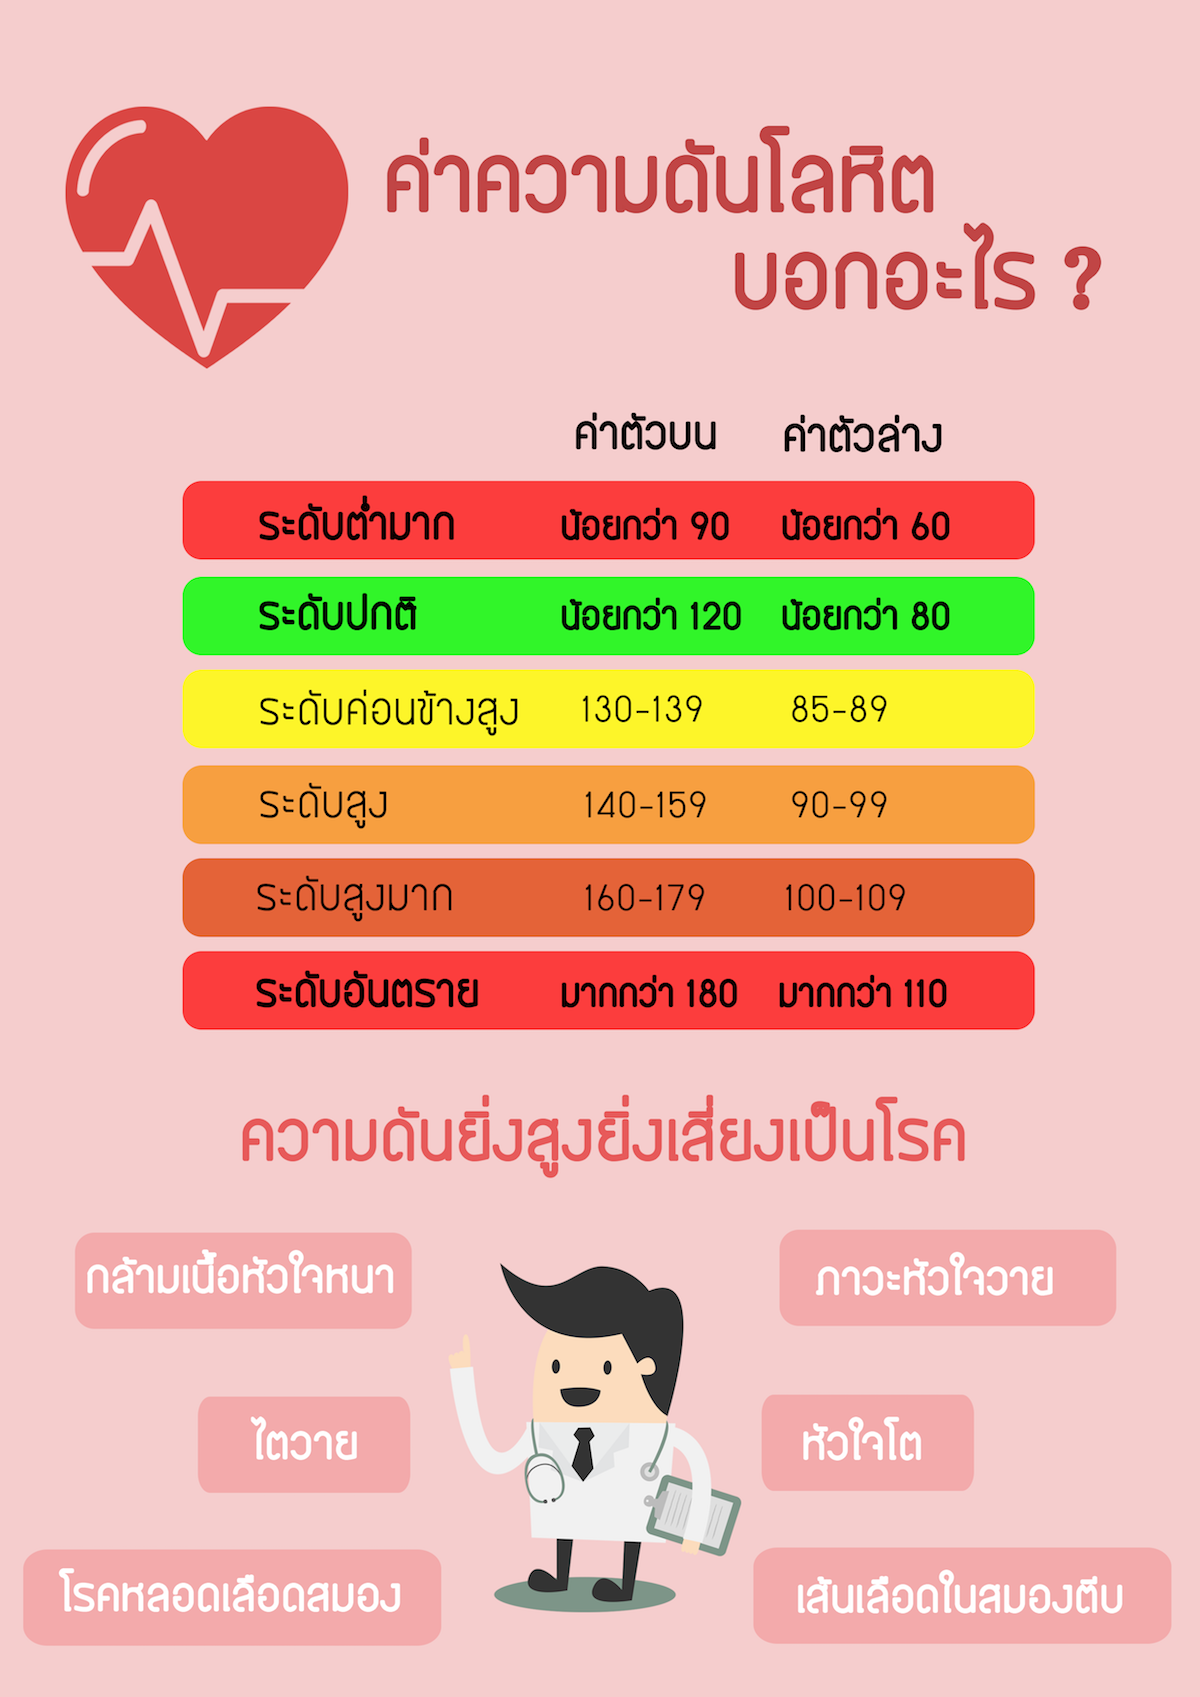 ค่าความดันโลหิต
บอกอะไร ?
ค่าตัวบน ค่าตัวล่าง
ระดับต่ำมาก น้อยกว่า 90 น้อยกว่า 60
ระดับปกติ น้อยกว่า 120 น้อยกว่า 80
ระดับค่อนข้างสูง 130-139 85-89
ระดับสูง 140-159 90-99
ระดับสูงมาก 160-179 100-109
ระดับอันตราย มากกว่า 180 มากกว่า 110
ความดันยิ่งสูงยิ่งเสี่ยงเป็นโรค
กล้ามเนื้อหัวใจหนา ภาวะหัวใจวาย
ไตวาย หัวใจโต
โรคหลอดเลือดสมอง เส้นเลือดในสมองตีบ